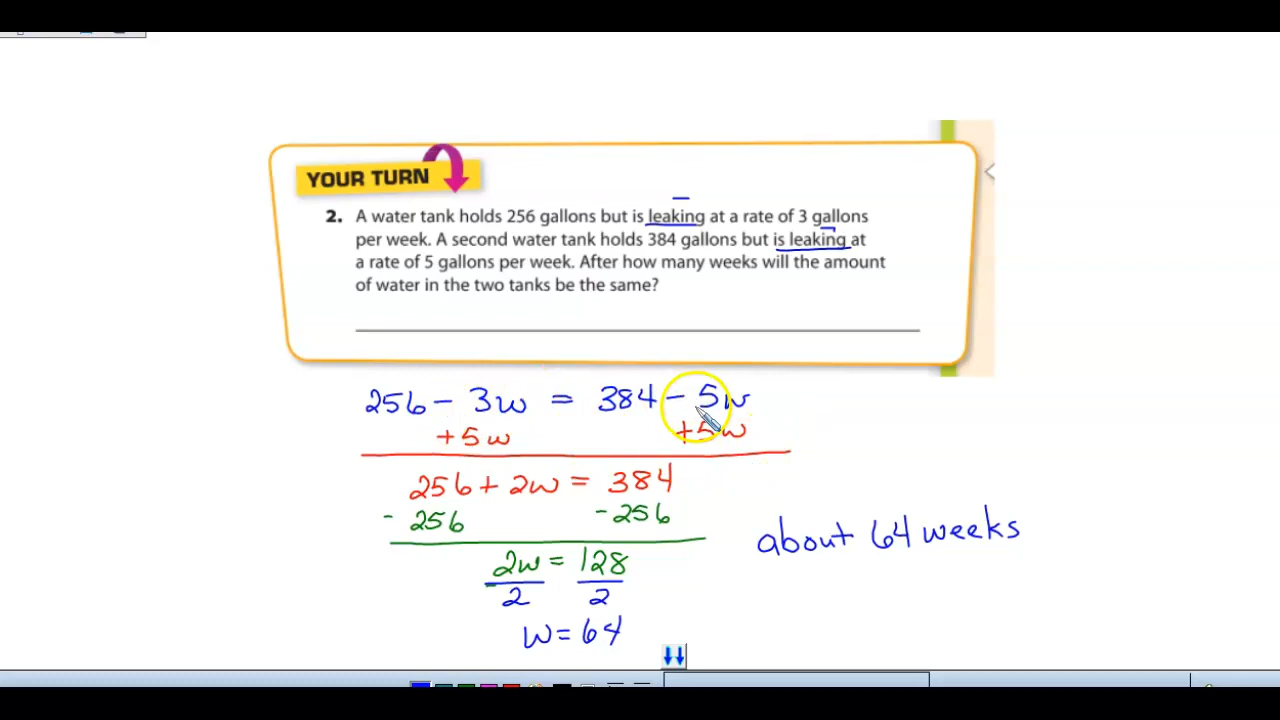 YOUR TURN
2. A water tank holds 256 gallons but is leaking at a rate of 3 gallons
per week. A second water tank holds 384 gallons but is leaking at
a rate of 5 gallons per week. After how many weeks will the amount
of water in the two tanks be the same?
256 - 3w = 384 - 5w
+5w +5w
256 + 2w = 384
- 256 - 256
2w = 128
2 2
w = 64
about 64 weeks